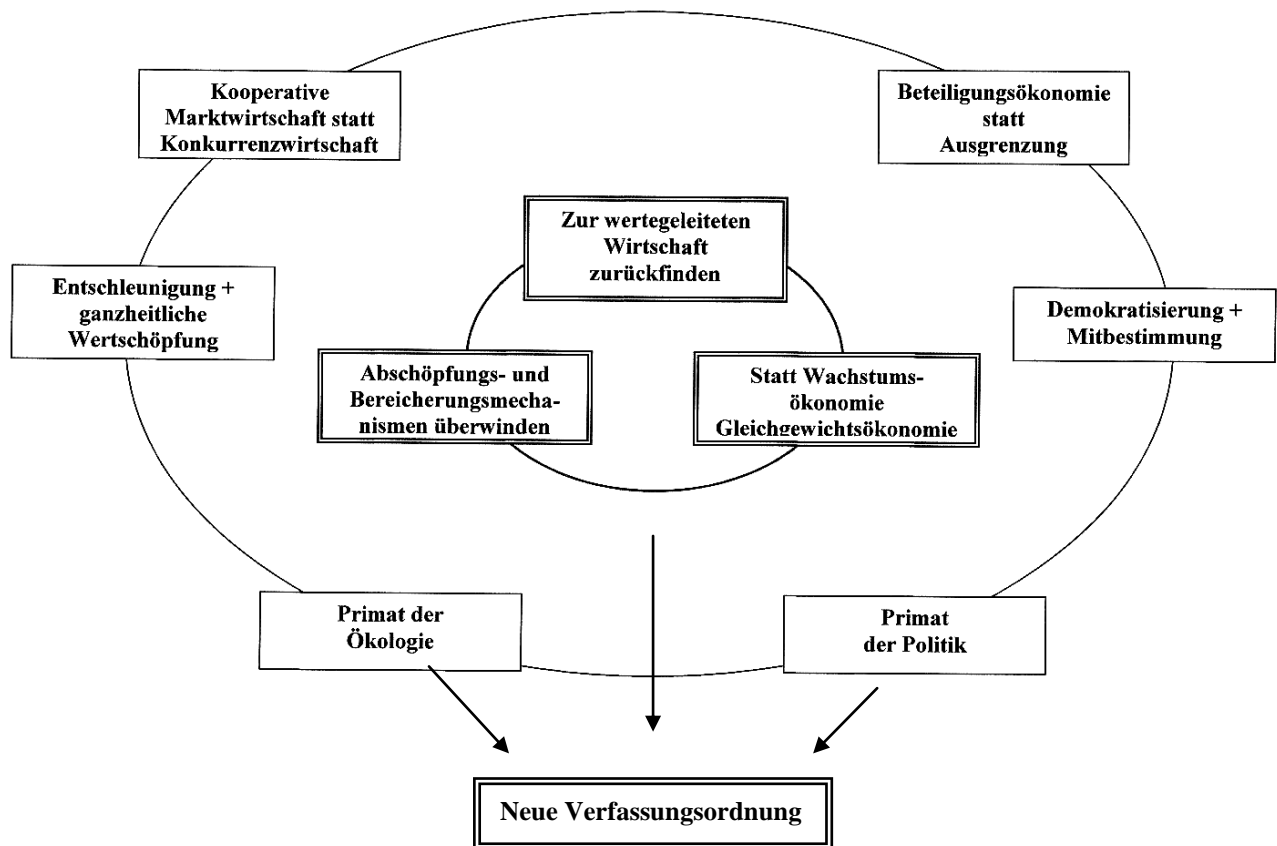 Kooperative
Marktwirtschaft statt
Konkurrenzwirtschaft
Beteiligungsökonomie
statt
Ausgrenzung
Zur wertegeleiteten
Wirtschaft
zurückfinden
Entschleunigung +
ganzheitliche
Wertschöpfung
Demokratisierung +
Mitbestimmung
Abschöpfungs- und
Bereicherungsmecha-
nismen überwinden
Statt Wachstums-
ökonomie
Gleichgewichtsökonomie
Primat der
Ökologie
Primat
der Politik
Neue Verfassungsordnung